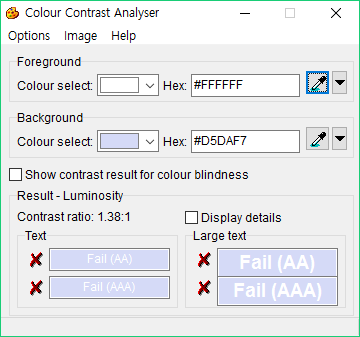 Colour Contrast Analyser
Options Image Help
Foreground
Colour select: Hex: #FFFFFF
Background
Colour select: Hex: #D5DAF7
Show contrast result for colour blindness
Result - Luminosity
Contrast ratio: 1.38:1 Display details
Text Large text
Fail (AA) Fail (AA)
Fail (AAA) Fail (AAA)